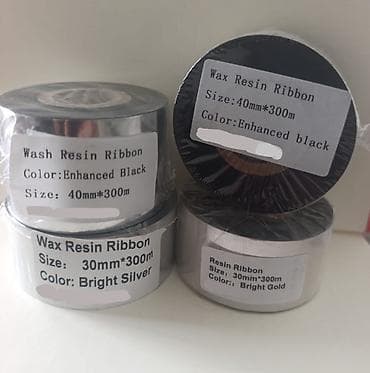 Wash Resin Ribbon
Color:Enhanced Black
Size: 40mm*300m
Wax Resin Ribbon
Size:40mm*300m
Color:Enhanced black
Wax Resin Ribbon
Size: 30mm*300m
Color: Bright Silver
Resin Ribbon
Size: 30mm*300m
Color:: Bright Gold